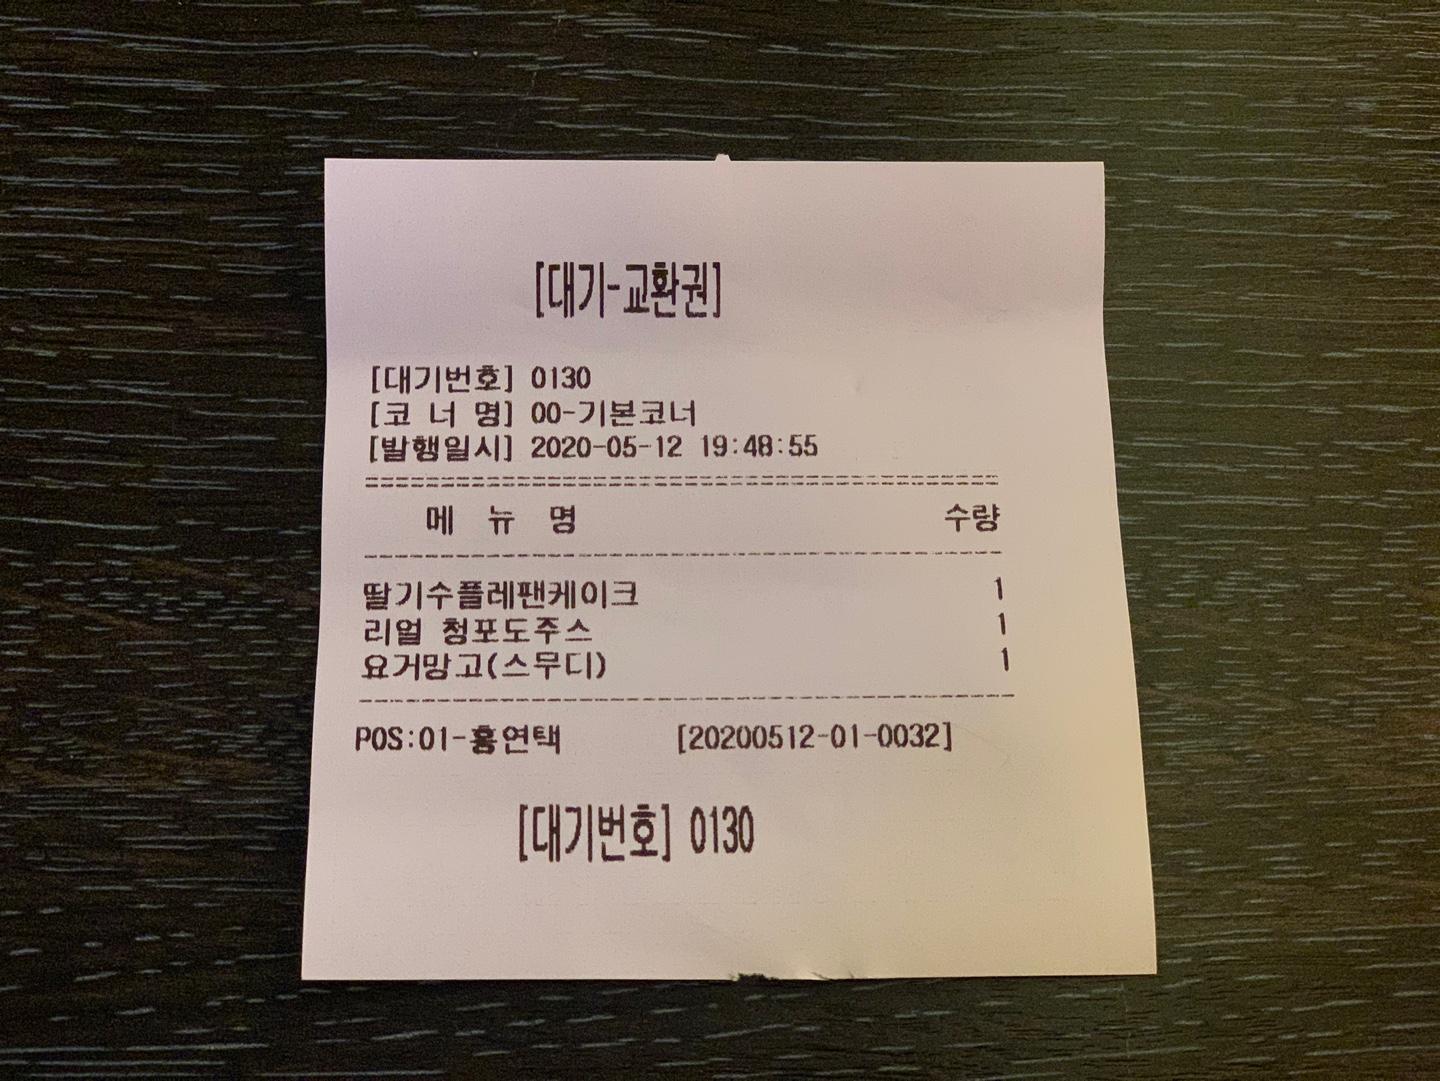 [대기-교환권]
[대기번호] 0130
[코 너 명] 00-기본코너
[발행일시] 2020-05-12 19:48:55
메 뉴 명 수량
딸기수플레팬케이크 1
리얼 청포도주스 1
요거망고(스무디) 1
POS:01-홍연택 [20200512-01-0032]
[대기번호] 0130